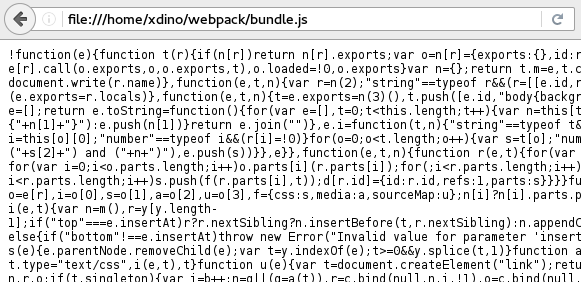 file:///home/xdino/webpack/bundle.js
!function(e){function t(r){if(n[r])return n[r].exports;var o=n[r]={exports:{},id:r
e[r].call(o.exports,o,o.exports,t),o.loaded=!0,o.exports}var n={};return t.m=e,t.c
document.write(r.name)},function(e,t,n){var r=n(2);"string"==typeof r&&(r=[[e.id,r
(e.exports=r.locals)},function(e,t,n){t=e.exports=n(3)(),t.push([e.id,"body{backgr
e=[];return e.toString=function(){for(var e=[],t=0;t<this.length;t++){var n=this[t
{"+n[1]+"}"):e.push(n[1])}return e.join("")},e.i=function(t,n){"string"==typeof t&
i=this[o][0];"number"==typeof i&&(r[i]=!0)}for(o=0;o<t.length;o++){var s=t[o];"num
("+s[2]+") and ("+n+")"),e.push(s))}},e}},function(e,t,n){function r(e,t){for(var
for(var i=0;i<o.parts.length;i++)o.parts[i](r.parts[i]);for(;i<r.parts.length;i++)
i<r.parts.length;i++)s.push(f(r.parts[i],t));d[r.id]={id:r.id,refs:1,parts:s}}}}fu
o=e[r],i=o[0],s=o[1],a=o[2],u=o[3],f={css:s,media:a,sourceMap:u};n[i]?n[i].parts.p
i(e,t){var n=m(),r=y[y.length-
1];if("top"===e.insertAt)r?r.nextSibling?n.insertBefore(t,r.nextSibling):n.appendC
else{if("bottom"!==e.insertAt)throw new Error("Invalid value for parameter 'insert
s(e){e.parentNode.removeChild(e);var t=y.indexOf(e);t>=0&&y.splice(t,1)}function a
t.type="text/css",i(e,t),t}function u(e){var t=document.createElement("link");retu
n,r,o;if(t.singleton){var i=b++;n=g||(g=a(t)),r=c.bind(null,n,i,!1),o=c.bind(null